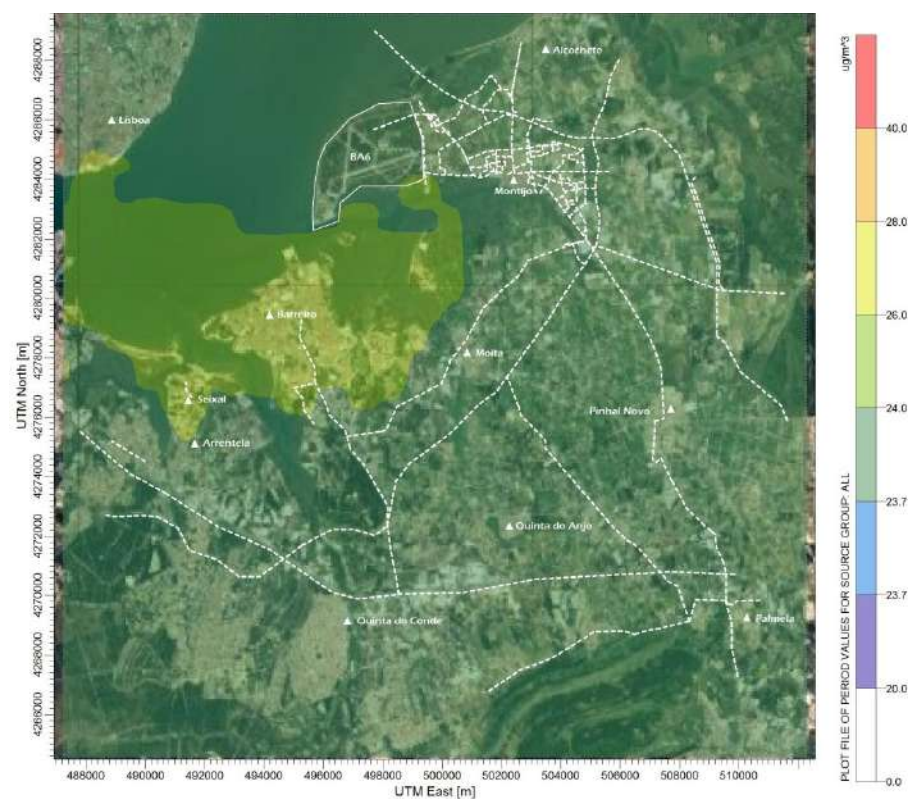 ug/m^3
40.0
28.0
26.0
24.0
23.7
23.7
20.0
0.0
PLOT FILE OF PERIOD VALUES FOR SOURCE GROUP: ALL
UTM North [m]
4288000
4286000
4284000
4282000
4280000
4278000
4276000
4274000
4272000
4270000
4268000
4266000
Alcochete
Lisboa
BA6
Montijo
Barreiro
Moita
Seixal
Pinhal Novo
Arrentela
Quinta do Anjo
Quinta do Conde
Palmela
488000 490000 492000 494000 496000 498000 500000 502000 504000 506000 508000 510000
UTM East [m]